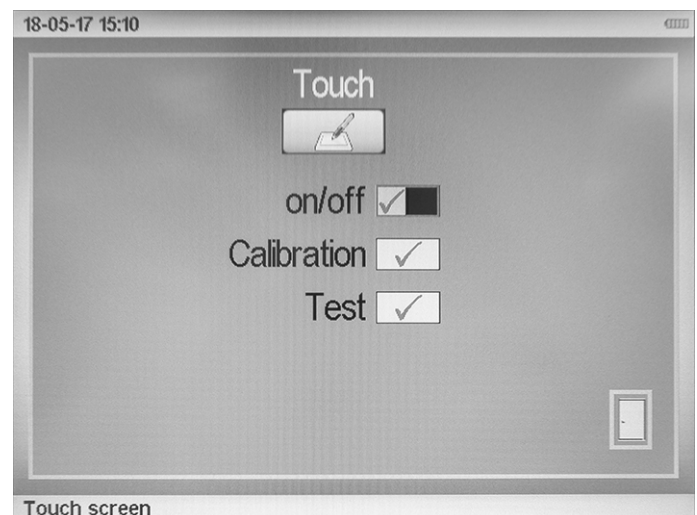 18-05-17 15:10
Touch
on/off
Calibration
Test
Touch screen